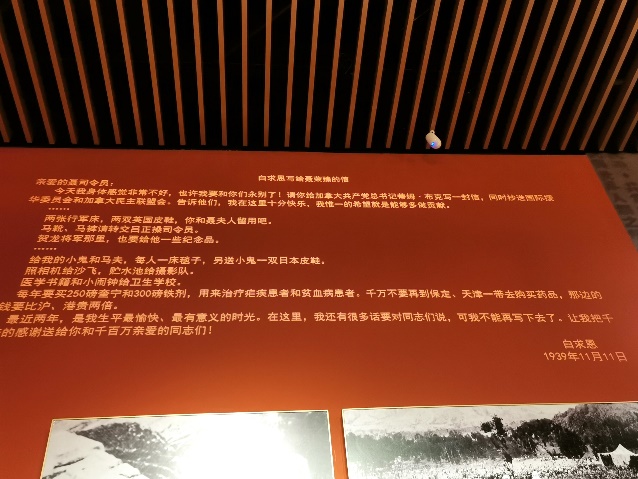 白求恩写给聂荣臻的信
亲爱的聂司令员：
今天我身体感觉非常不好，也许我要和你们永别了！请你给加拿大共产党总书记蒂姆·布克写一封信，同时抄送国际援
华委员会和加拿大民主联盟会。告诉他们，我在这里十分快乐、我惟一的希望就是能够多做贡献。
······
两张行军床，两双英国皮鞋，你和聂夫人留用吧。
马靴、马裤请转交吕正操司令员。
贺龙将军那里，也要给他一些纪念品。
······
给我的小鬼和马夫，每人一床毯子，另送小鬼一双日本皮鞋。
照相机给沙飞，贮水池给摄影队。
医学书籍和小闹钟给卫生学校。
每年要买250磅奎宁和300磅铁剂，用来治疗疟疾患者和贫血病患者。千万不要再到保定、天津一带去购买药品，那边的
钱要比沪、港贵两倍。
最近两年，是我生平最愉快、最有意义的时光。在这里，我还有很多话要对同志们说，可我不能再写下去了。让我把千
的感谢送给你和千百万亲爱的同志们！
白求恩
1939年11月11日